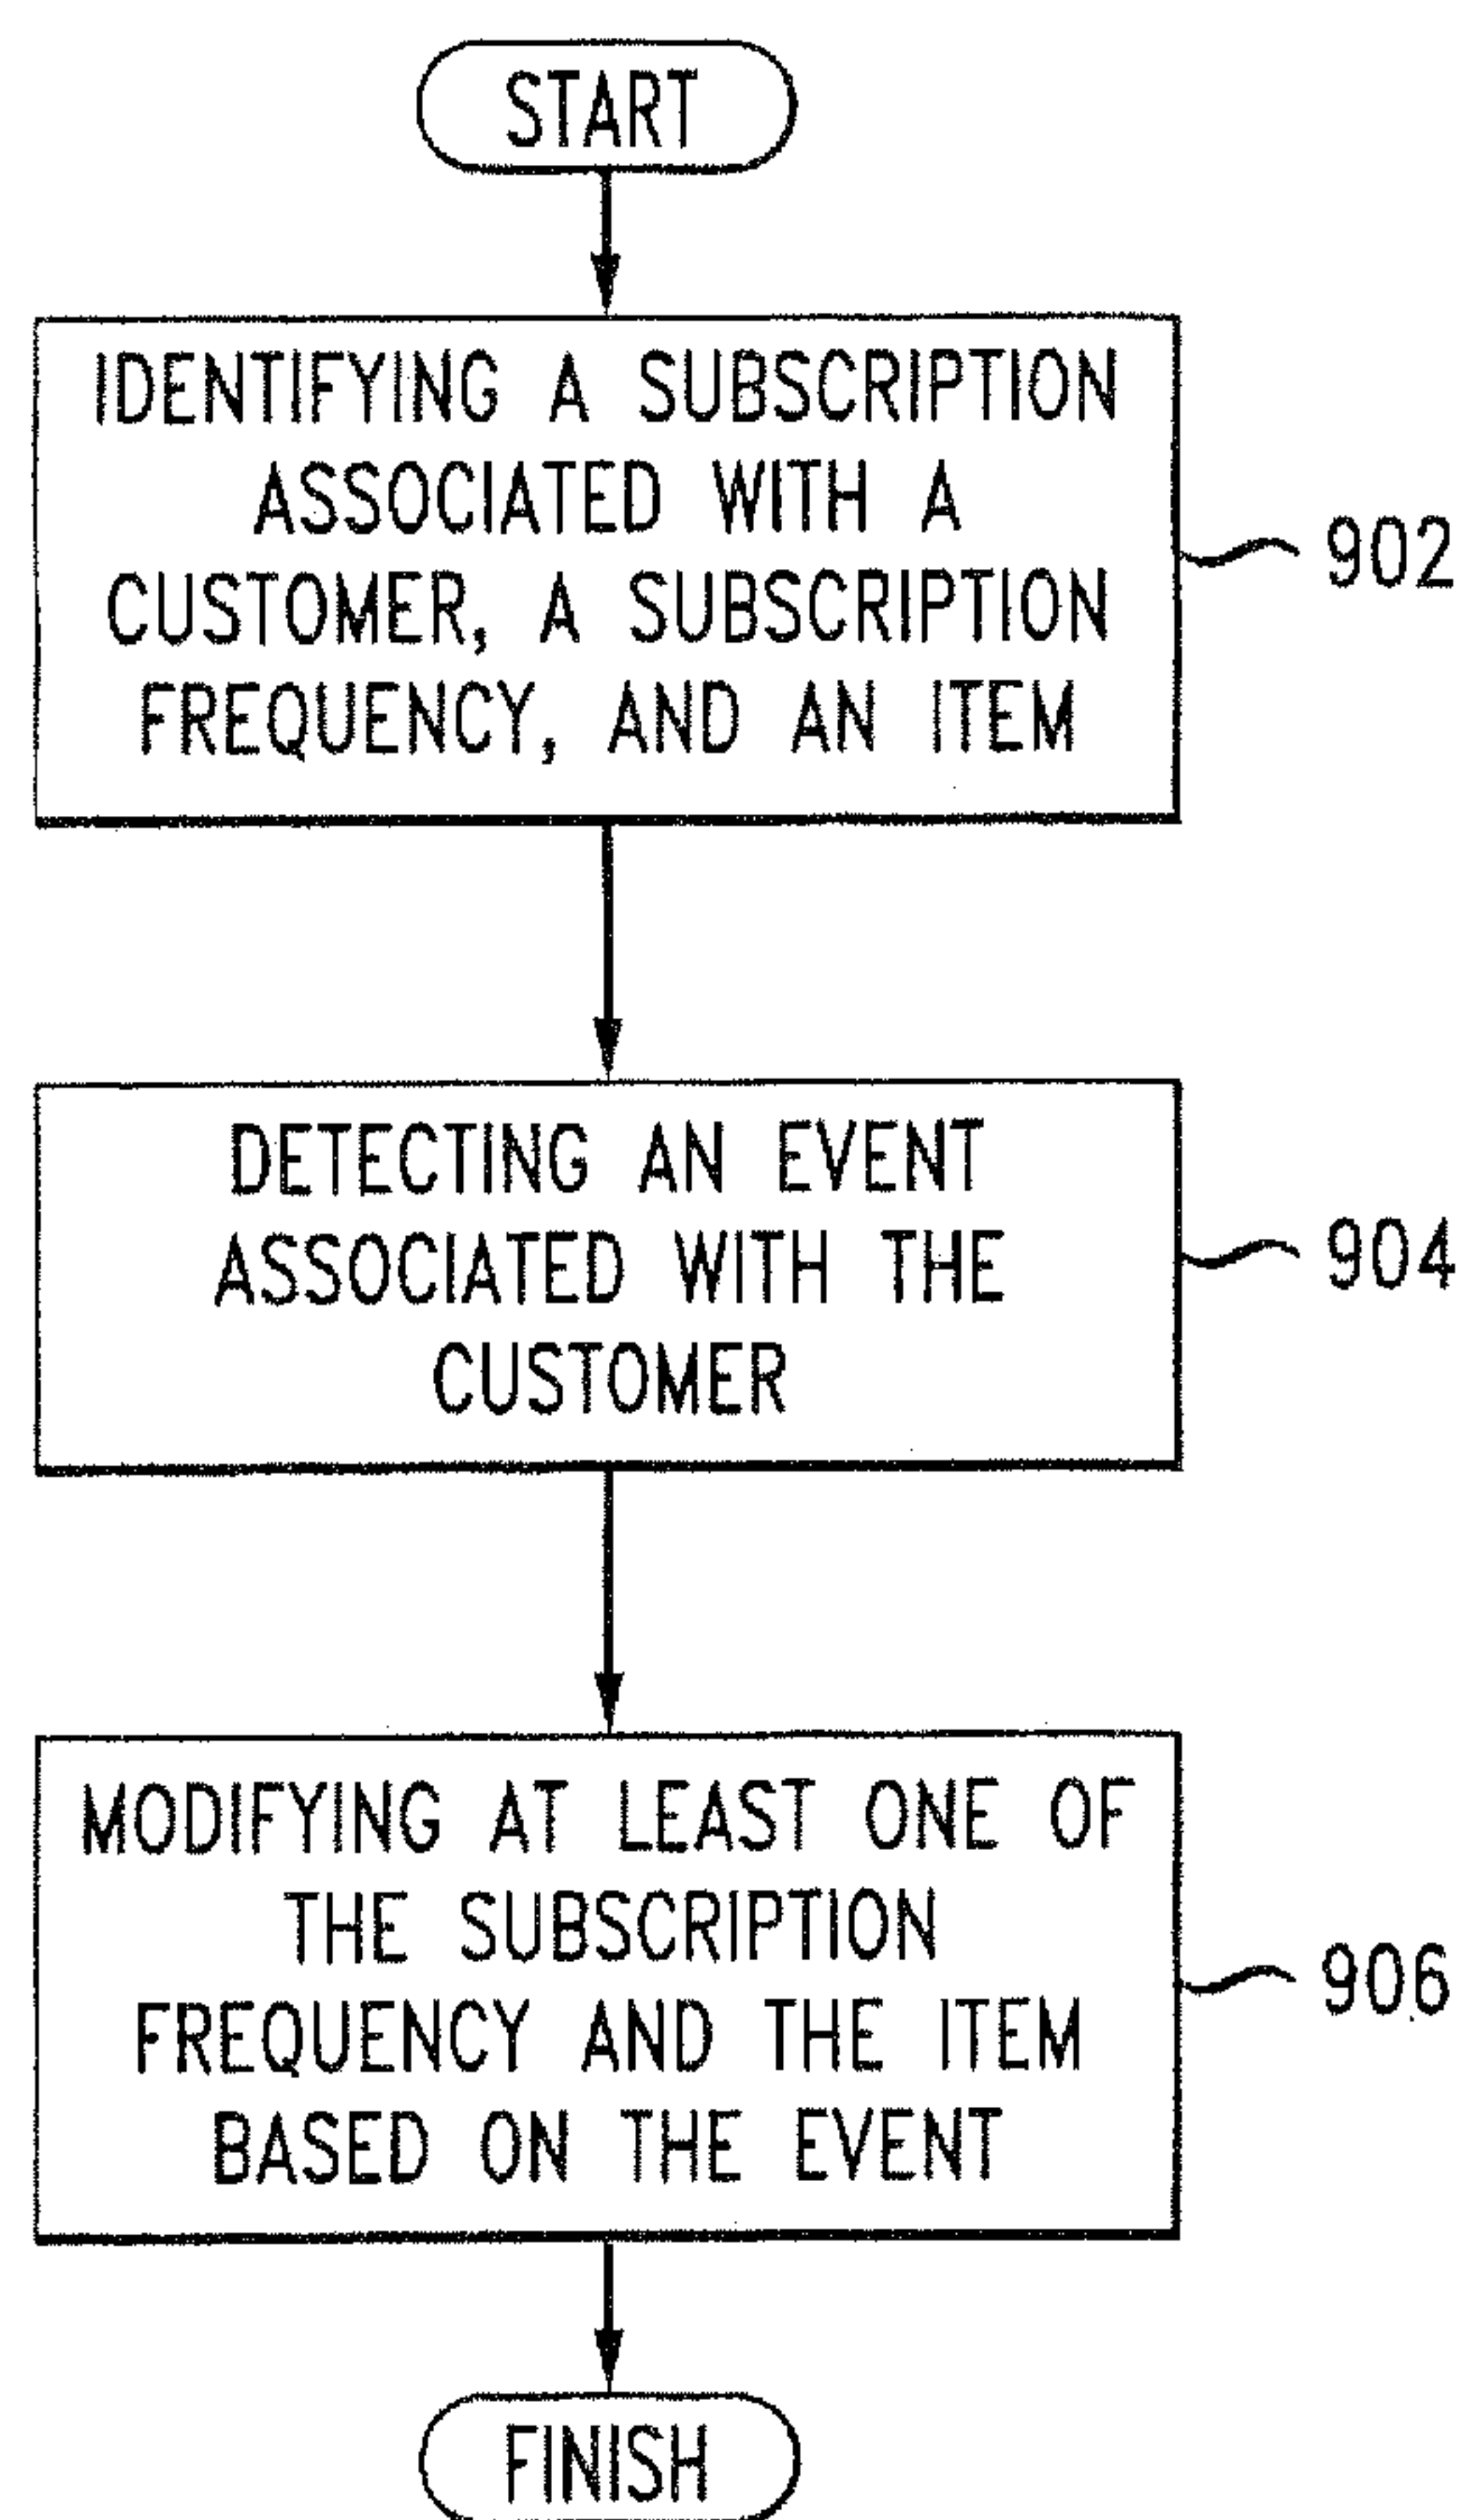 START
IDENTIFYING A SUBSCRIPTION
ASSOCIATED WITH A
CUSTOMER, A SUBSCRIPTION
FREQUENCY, AND AN ITEM
902
DETECTING AN EVENT
ASSOCIATED WITH THE
CUSTOMER
904
MODIFYING AT LEAST ONE OF
THE SUBSCRIPTION
FREQUENCY AND THE ITEM
BASED ON THE EVENT
906
FINISH